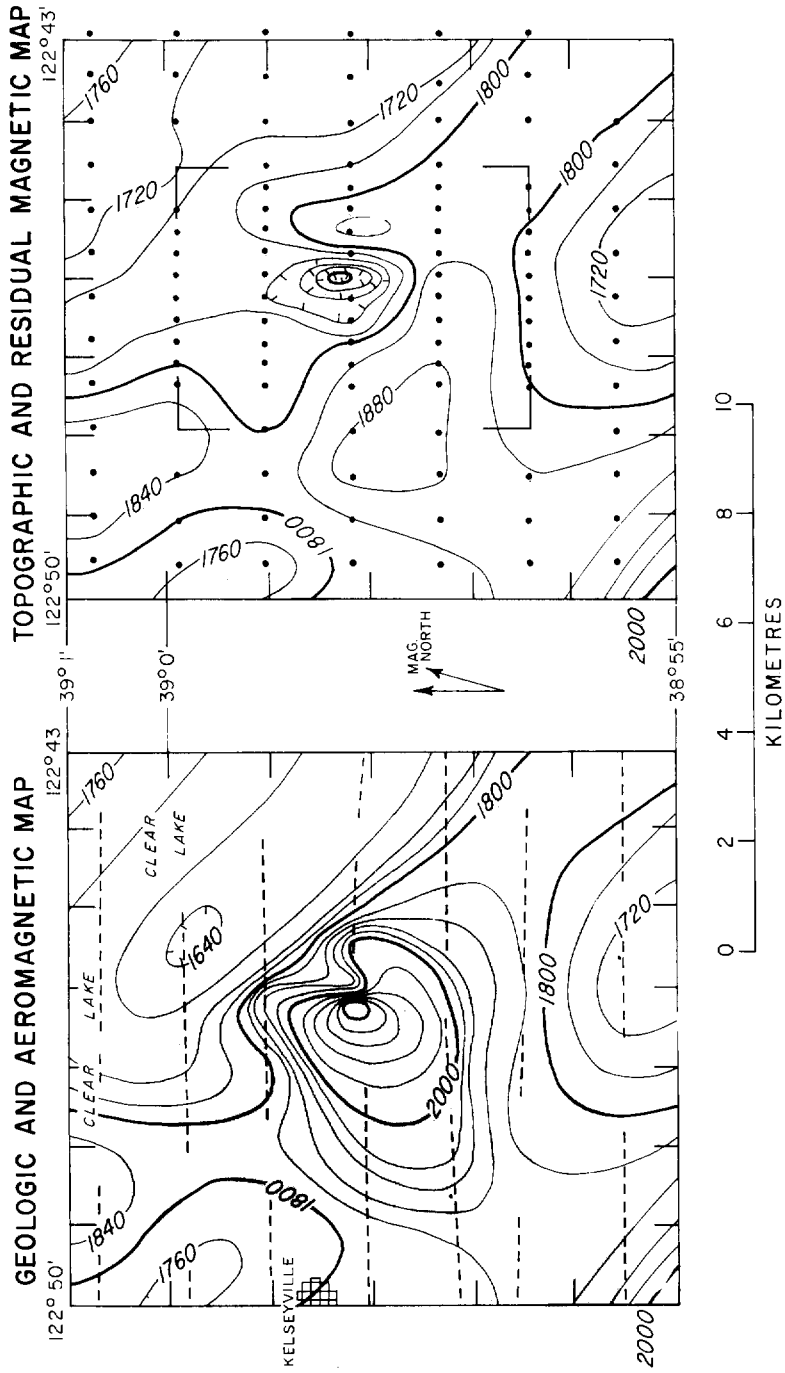 GEOLOGIC AND AEROMAGNETIC MAP
122°50'
122°43'
1840
1760
1800
KELSEYVILLE
CLEAR LAKE
CLEAR
LAKE
1640
1760
2000
1800
1800
1720
2000
TOPOGRAPHIC AND RESIDUAL MAGNETIC MAP
122°50'
122°43'
39°1'
39°0'
38°55'
MAG.
NORTH
1840
1760
1800
1720
1760
1720
1880
1800
1800
1720
2000
0 2 4 6 8 10
KILOMETRES